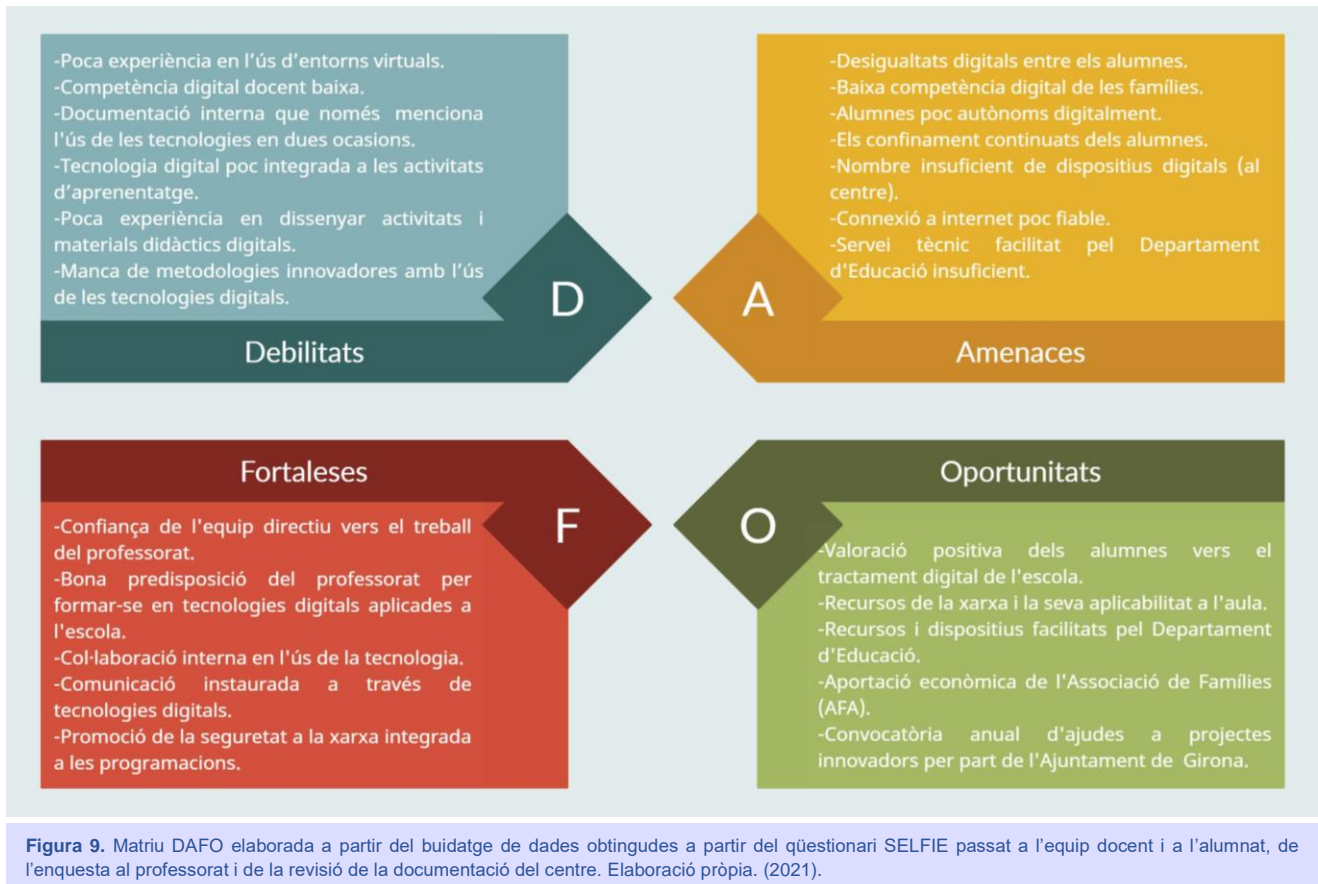 -Poca experiència en l'ús d'entorns virtuals.
-Competència digital docent baixa.
-Documentació interna que només menciona
l'ús de les tecnologies en dues ocasions.
-Tecnologia digital poc integrada a les activitats
d'aprenentatge.
-Poca experiència en dissenyar activitats i
materials didàctics digitals.
-Manca de metodologies innovadores amb l'ús
de les tecnologies digitals.
D
Debilitats
-Desigualtats digitals entre els alumnes.
-Baixa competència digital de les famílies.
-Alumnes poc autònoms digitalment.
-Els confinament continuats dels alumnes.
-Nombre insuficient de dispositius digitals (al
centre).
-Connexió a internet poc fiable.
-Servei tècnic facilitat pel Departament
d'Educació insuficient.
A
Amenaces
Fortaleses
F
-Confiança de l'equip directiu vers el treball
del professorat.
-Bona predisposició del professorat per
formar-se en tecnologies digitals aplicades a
l'escola.
-Col·laboració interna en l'ús de la tecnologia.
-Comunicació instaurada a través de
tecnologies digitals.
-Promoció de la seguretat a la xarxa integrada
a les programacions.
Oportunitats
O
-Valoració positiva dels alumnes vers el
tractament digital de l'escola.
-Recursos de la xarxa i la seva aplicabilitat a l'aula.
-Recursos i dispositius facilitats pel Departament
d'Educació.
-Aportació econòmica de l'Associació de Famílies
(AFA).
-Convocatòria anual d'ajudes a projectes
innovadors per part de l'Ajuntament de Girona.
Figura 9. Matriu DAFO elaborada a partir del buidatge de dades obtingudes a partir del qüestionari SELFIE passat a l'equip docent i a l'alumnat, de
l'enquesta al professorat i de la revisió de la documentació del centre. Elaboració pròpia. (2021).